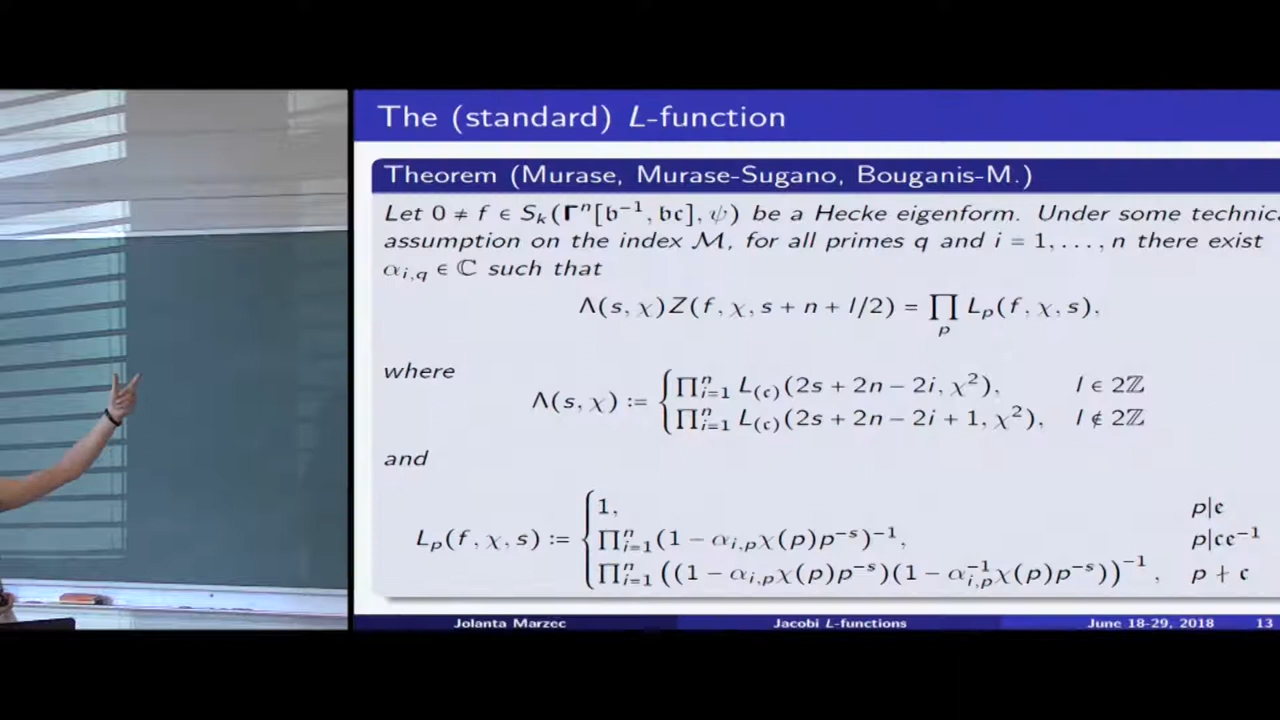 The (standard) L-function
Theorem (Murase, Murase-Sugano, Bouganis-M.)
Let 0 ≠ f ∈ S_k(𝚪^n[𝔟^{-1}, 𝔟𝔠], ψ) be a Hecke eigenform. Under some technica
assumption on the index ℳ, for all primes q and i = 1, . . . , n there exist
α_{i,q} ∈ ℂ such that
Λ(s, χ)Z(f, χ, s + n + l/2) = ∏_p L_p(f, χ, s),
where
Λ(s, χ) := { ∏_{i=1}^n L_{(𝔠)}(2s + 2n − 2i, χ^2), l ∈ 2ℤ
∏_{i=1}^n L_{(𝔠)}(2s + 2n − 2i + 1, χ^2), l ∉ 2ℤ
and
L_p(f, χ, s) := { 1, p|𝔢
∏_{i=1}^n (1 − α_{i,p}χ(p)p^{−s})^{−1}, p|𝔠𝔢^{−1}
∏_{i=1}^n ((1 − α_{i,p}χ(p)p^{−s})(1 − α_{i,p}^{−1}χ(p)p^{−s}))^{−1}, p ∤ 𝔠
Jolanta Marzec Jacobi L-functions June 18-29, 2018 13